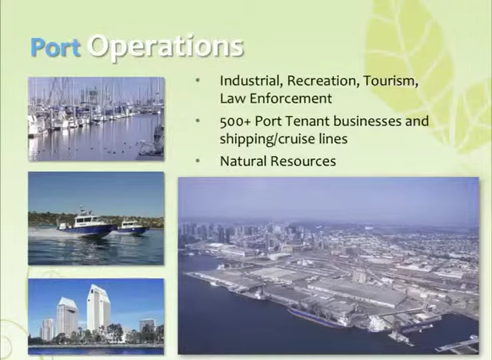 Port Operations
• Industrial, Recreation, Tourism,
Law Enforcement
• 500+ Port Tenant businesses and
shipping/cruise lines
• Natural Resources